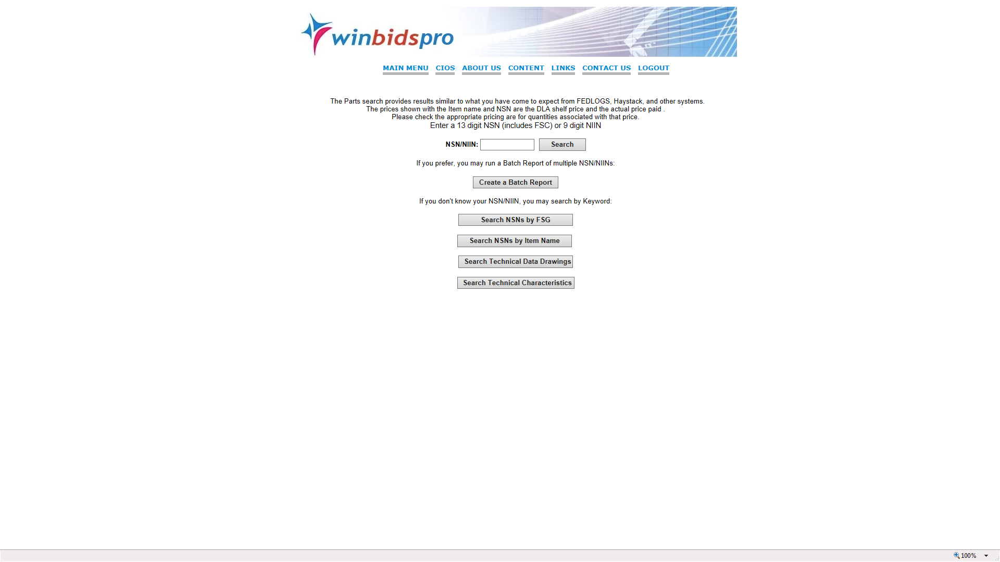 winbidspro
MAIN MENU CIOS ABOUT US CONTENT LINKS CONTACT US LOGOUT
The Parts search provides results similar to what you have come to expect from FEDLOGS, Haystack, and other systems.
The prices shown with the Item name and NSN are the DLA shelf price and the actual price paid .
Please check the appropriate pricing are for quantities associated with that price.
Enter a 13 digit NSN (includes FSC) or 9 digit NIIN
NSN/NIIN: Search
If you prefer, you may run a Batch Report of multiple NSN/NIINs:
Create a Batch Report
If you don't know your NSN/NIIN, you may search by Keyword:
Search NSNs by FSG
Search NSNs by Item Name
Search Technical Data Drawings
Search Technical Characteristics
100%